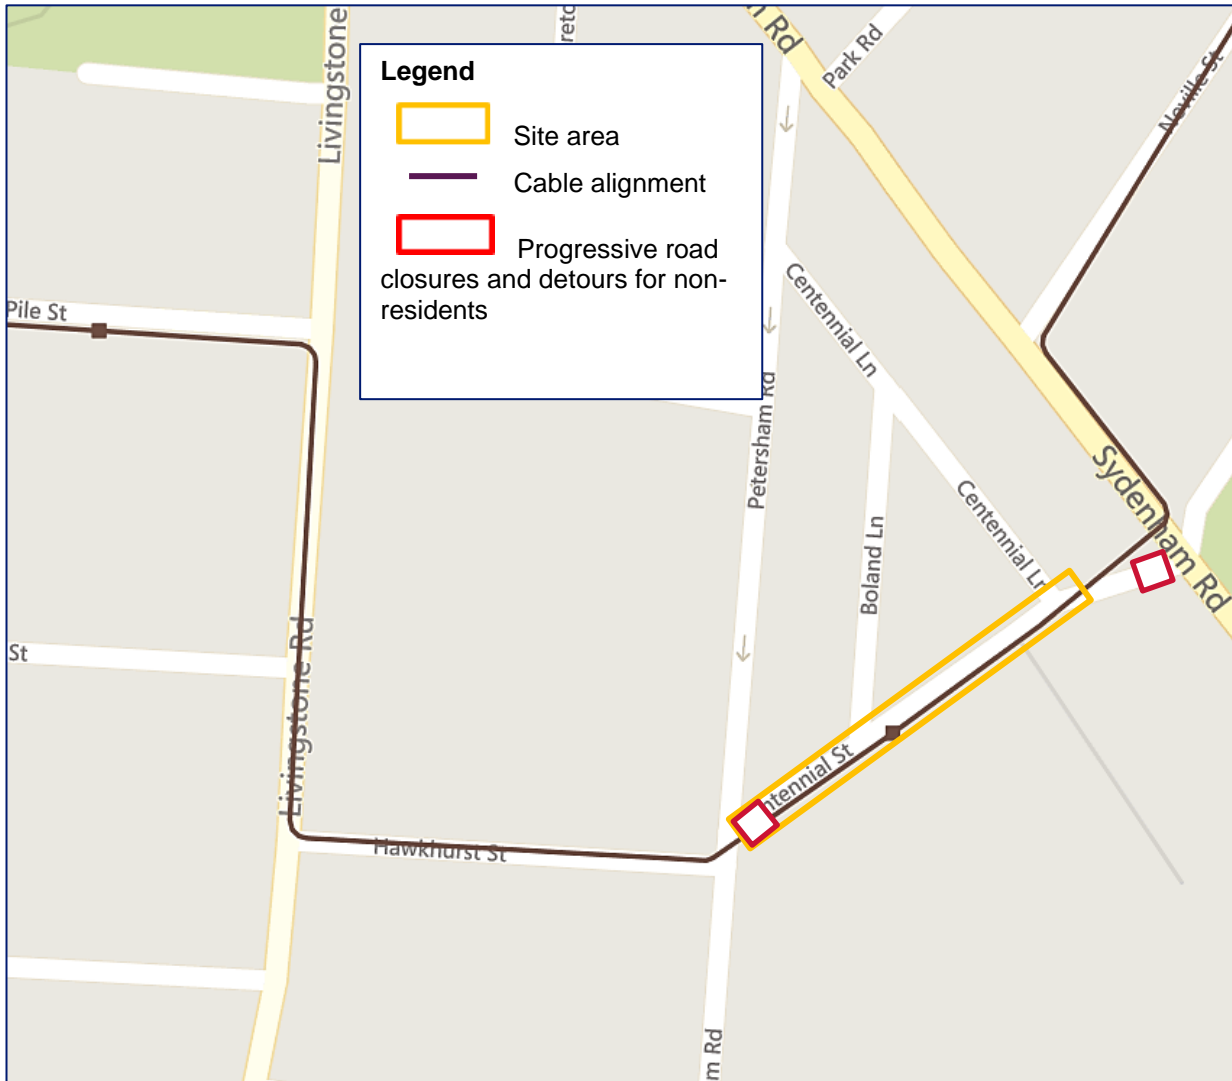 Legend
Site area
Cable alignment
Progressive road
closures and detours for non-
residents
Livingstone
reto
m Rd
Park Rd
Neville St
Pile St
Centennial Ln
Petersham Rd
Sydenham Rd
Centennial Ln
Boland Ln
St
Livingstone Rd
ntennial St
Hawkhurst St
m Rd